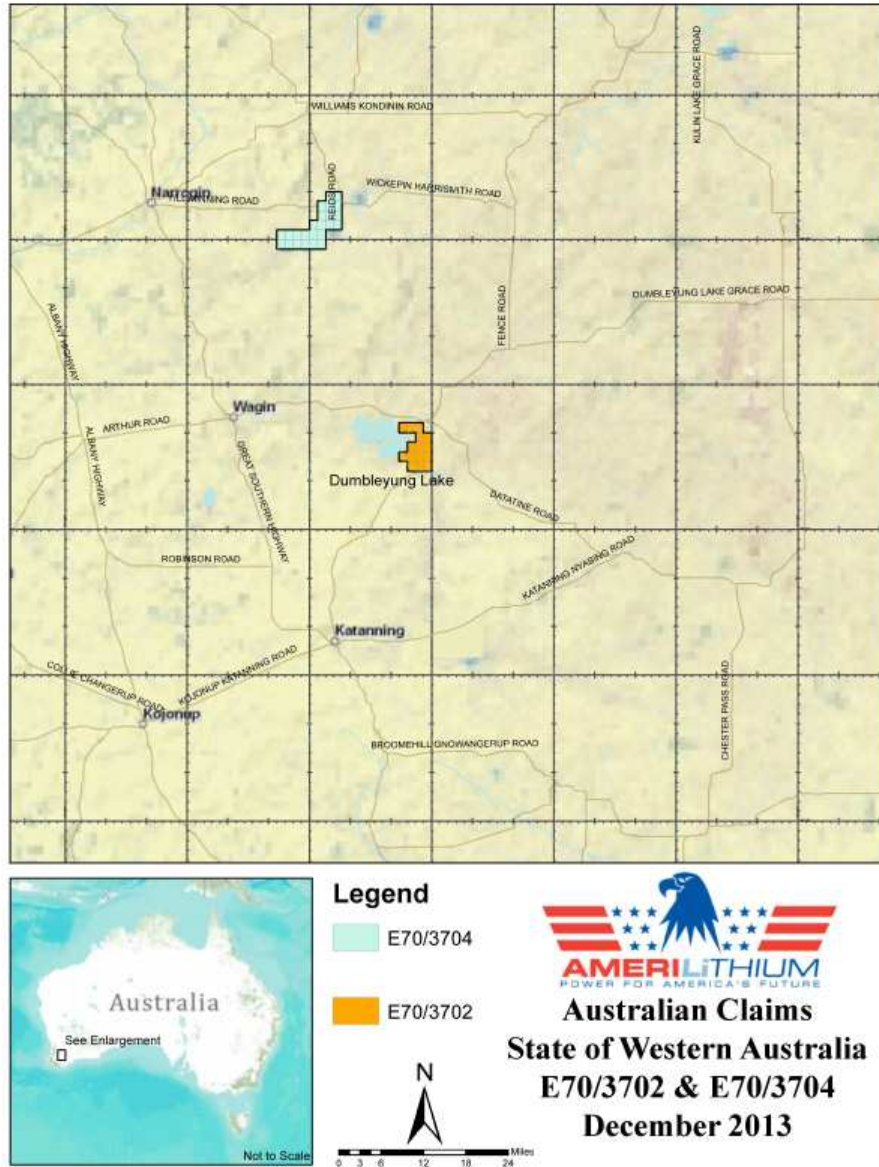 KULIN LAKE GRACE ROAD
WILLIAMS KONDININ ROAD
Narrogin
REIDS ROAD
WICKEPIN HARRISMITH ROAD
DUMBLEYUNG LAKE GRACE ROAD
FENCE ROAD
ALBANY HIGHWAY
Wagin
ARTHUR ROAD
ALBANY HIGHWAY
GREAT SOUTHERN HIGHWAY
Dumbleyung Lake
DATATINE ROAD
ROBINSON ROAD
KATANNING NYABING ROAD
Katanning
KOJONUP KATANNING ROAD
COLLIE CHANGERUP ROAD
Kojonup
BROOMEHILL GNOWANGERUP ROAD
CHESTER PASS ROAD
Australia
See Enlargement
Not to Scale
Legend
E70/3704
E70/3702
N
Miles
0 3 6 12 18 24
AMERILiTHIUM
POWER FOR AMERICA'S FUTURE
Australian Claims
State of Western Australia
E70/3702 & E70/3704
December 2013